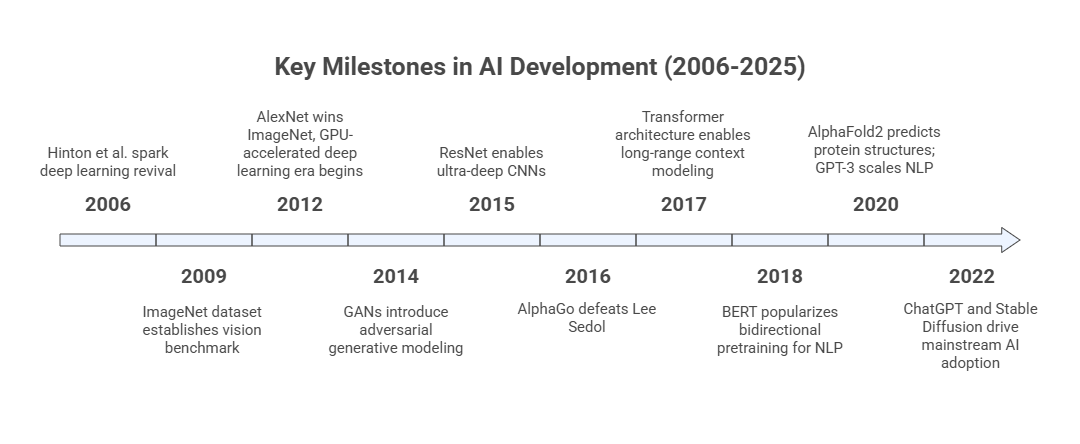 Key Milestones in AI Development (2006-2025)
Hinton et al. spark
deep learning revival
2006
AlexNet wins
ImageNet, GPU-
accelerated deep
learning era begins
2012
ResNet enables
ultra-deep CNNs
2015
Transformer
architecture enables
long-range context
modeling
2017
AlphaFold2 predicts
protein structures;
GPT-3 scales NLP
2020
2009
ImageNet dataset
establishes vision
benchmark
2014
GANs introduce
adversarial
generative modeling
2016
AlphaGo defeats Lee
Sedol
2018
BERT popularizes
bidirectional
pretraining for NLP
2022
ChatGPT and Stable
Diffusion drive
mainstream AI
adoption